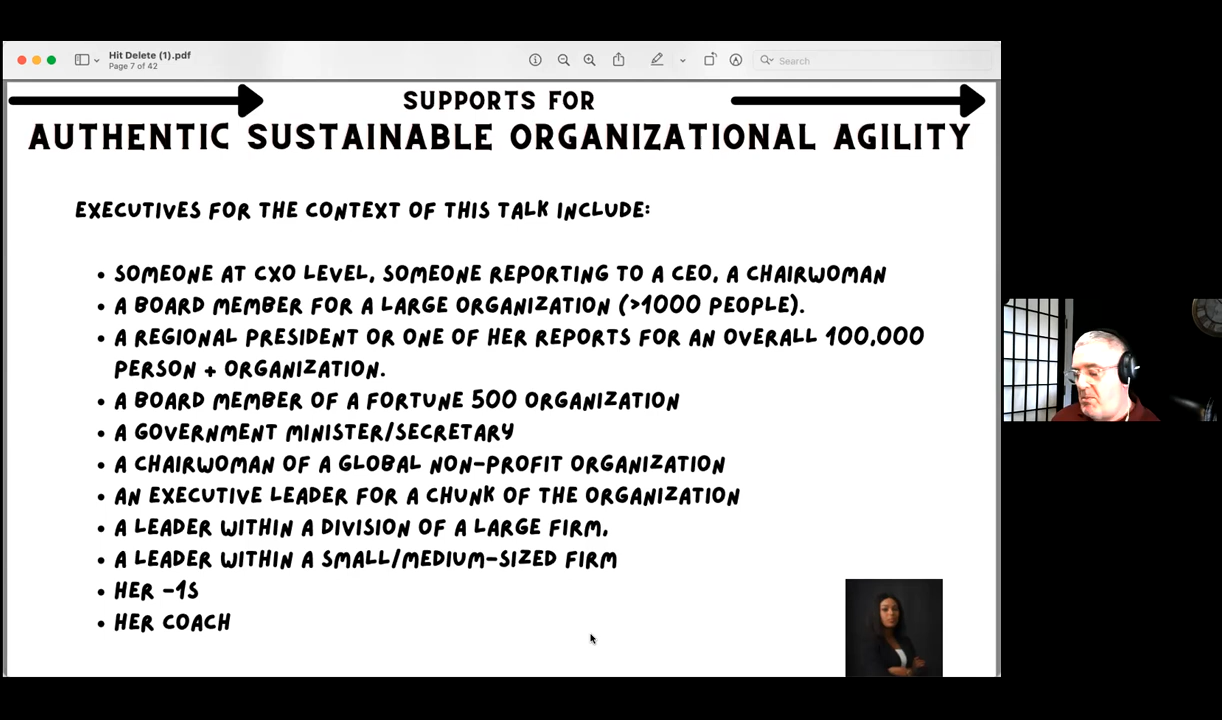 Hit Delete (1).pdf
Page 7 of 42
Search
SUPPORTS FOR
AUTHENTIC SUSTAINABLE ORGANIZATIONAL AGILITY
EXECUTIVES FOR THE CONTEXT OF THIS TALK INCLUDE:
• SOMEONE AT CXO LEVEL, SOMEONE REPORTING TO A CEO, A CHAIRWOMAN
• A BOARD MEMBER FOR A LARGE ORGANIZATION (>1000 PEOPLE).
• A REGIONAL PRESIDENT OR ONE OF HER REPORTS FOR AN OVERALL 100,000
PERSON + ORGANIZATION.
• A BOARD MEMBER OF A FORTUNE 500 ORGANIZATION
• A GOVERNMENT MINISTER/SECRETARY
• A CHAIRWOMAN OF A GLOBAL NON-PROFIT ORGANIZATION
• AN EXECUTIVE LEADER FOR A CHUNK OF THE ORGANIZATION
• A LEADER WITHIN A DIVISION OF A LARGE FIRM,
• A LEADER WITHIN A SMALL/MEDIUM-SIZED FIRM
• HER -1S
• HER COACH